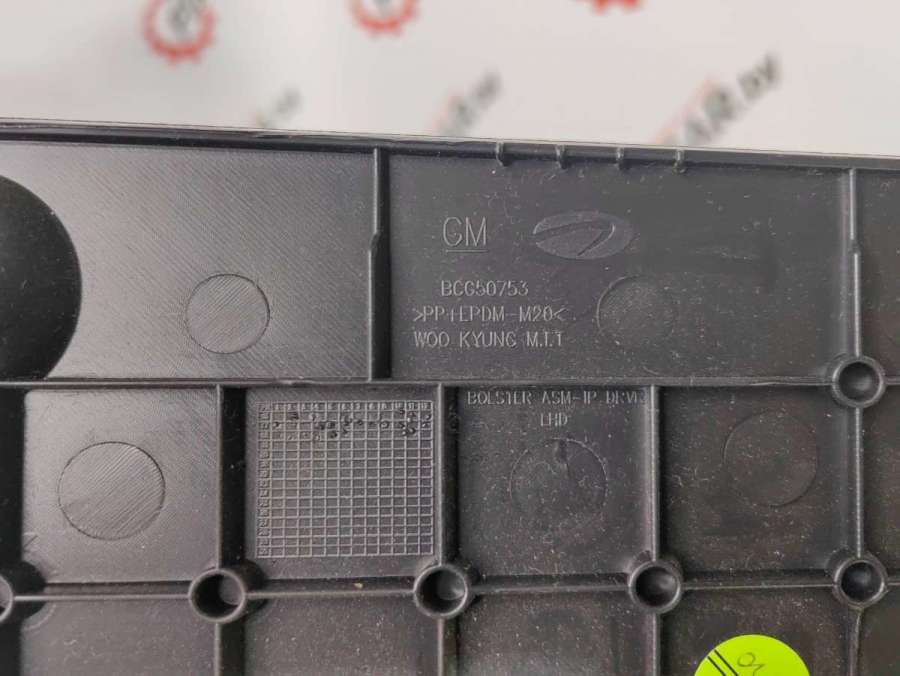 GM
BCG50753
>PP+EPDM-M20<
WOO KYUNG M.I.T
BOLSTER ASM-IP DRVR
LHD